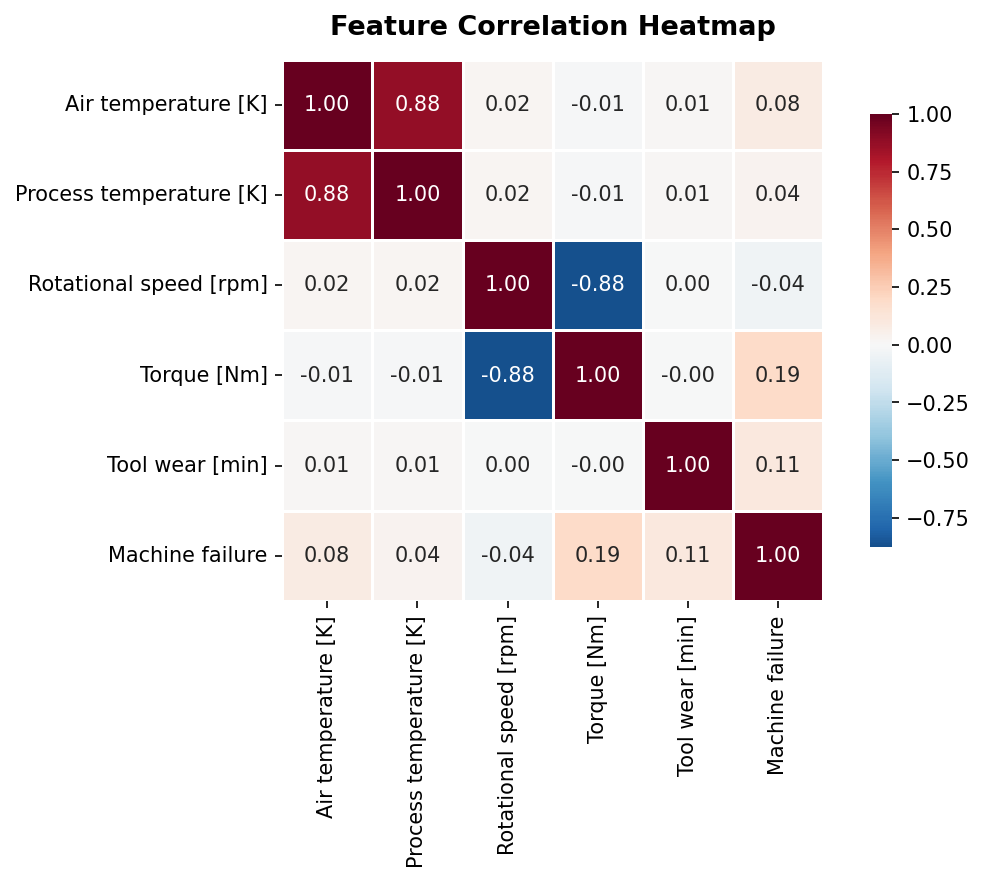 Feature Correlation Heatmap
Air temperature [K] 1.00 0.88 0.02 -0.01 0.01 0.08
Process temperature [K] 0.88 1.00 0.02 -0.01 0.01 0.04
Rotational speed [rpm] 0.02 0.02 1.00 -0.88 0.00 -0.04
Torque [Nm] -0.01 -0.01 -0.88 1.00 -0.00 0.19
Tool wear [min] 0.01 0.01 0.00 -0.00 1.00 0.11
Machine failure 0.08 0.04 -0.04 0.19 0.11 1.00
Air temperature [K]
Process temperature [K]
Rotational speed [rpm]
Torque [Nm]
Tool wear [min]
Machine failure
1.00
0.75
0.50
0.25
0.00
−0.25
−0.50
−0.75